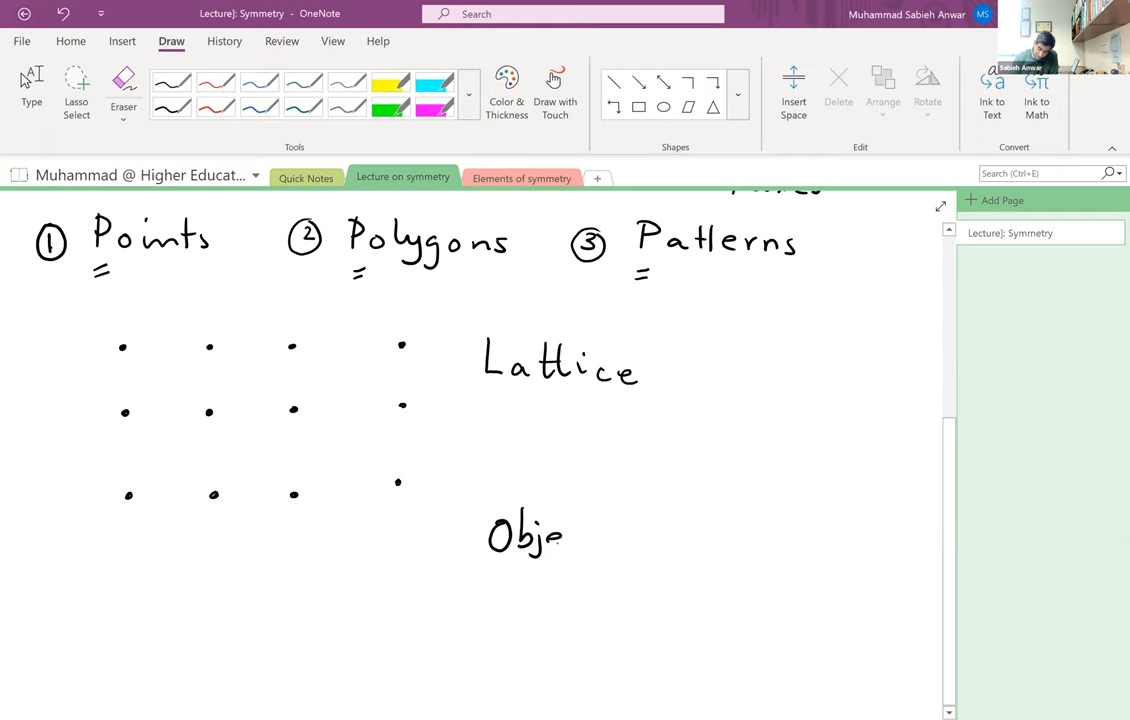 Lecture]: Symmetry - OneNote
Search
Muhammad Sabieh Anwar
MS
Sabieh Anwar
File Home Insert Draw History Review View Help
Type
Lasso Select
Eraser
Color & Thickness
Draw with Touch
Insert Space
Delete
Arrange
Rotate
Ink to Text
Ink to Math
Tools
Shapes
Edit
Convert
Muhammad @ Higher Educat...
Quick Notes
Lecture on symmetry
Elements of symmetry
Search (Ctrl+E)
Add Page
Lecture]: Symmetry
① Points ② Polygons ③ Patterns
Lattice
Obje